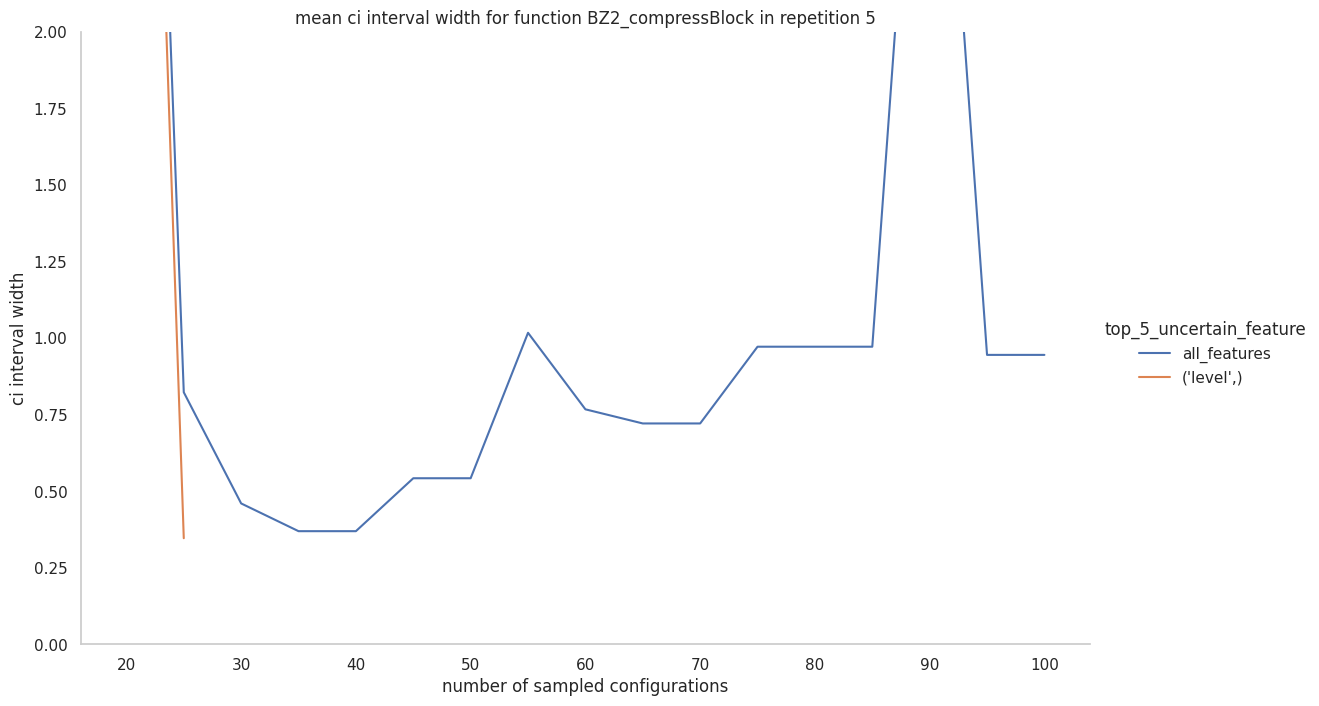 mean ci interval width for function BZ2_compressBlock in repetition 5
2.00
1.75
1.50
1.25
1.00
0.75
0.50
0.25
0.00
ci interval width
20 30 40 50 60 70 80 90 100
number of sampled configurations
top_5_uncertain_feature
all_features
('level',)